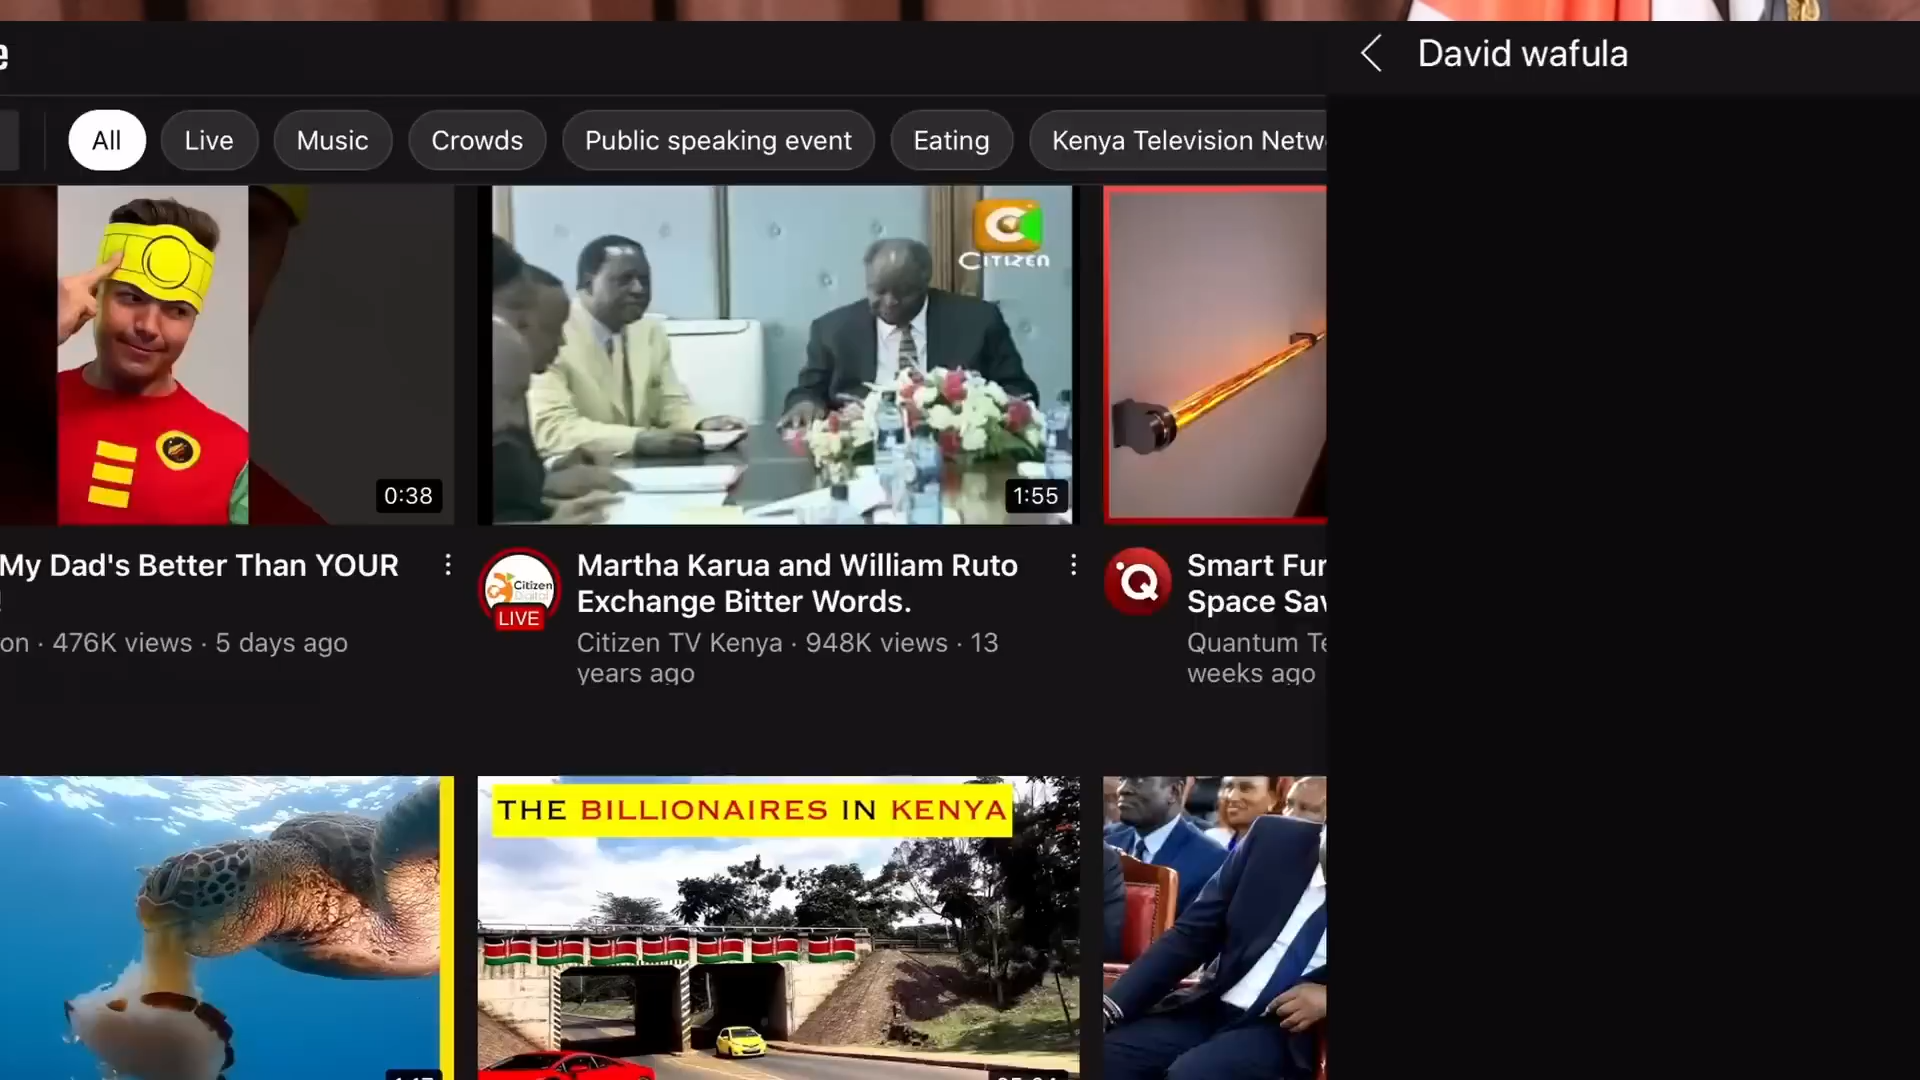 e
David wafula
All
Live
Music
Crowds
Public speaking event
Eating
Kenya Television Netw
CITIZEN
0:38
1:55
My Dad's Better Than YOUR
!
on · 476K views · 5 days ago
Citizen
Digital
LIVE
Martha Karua and William Ruto
Exchange Bitter Words.
Citizen TV Kenya · 948K views · 13
years ago
Q
Smart Fur
Space Sav
Quantum Te
weeks ago
THE BILLIONAIRES IN KENYA